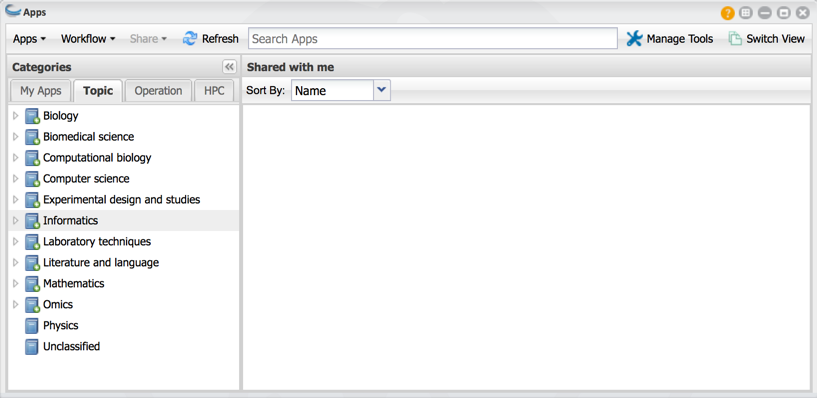 Apps
?
Apps Workflow Share Refresh Search Apps Manage Tools Switch View
Categories
Shared with me
My Apps Topic Operation HPC
Sort By: Name
Biology
Biomedical science
Computational biology
Computer science
Experimental design and studies
Informatics
Laboratory techniques
Literature and language
Mathematics
Omics
Physics
Unclassified